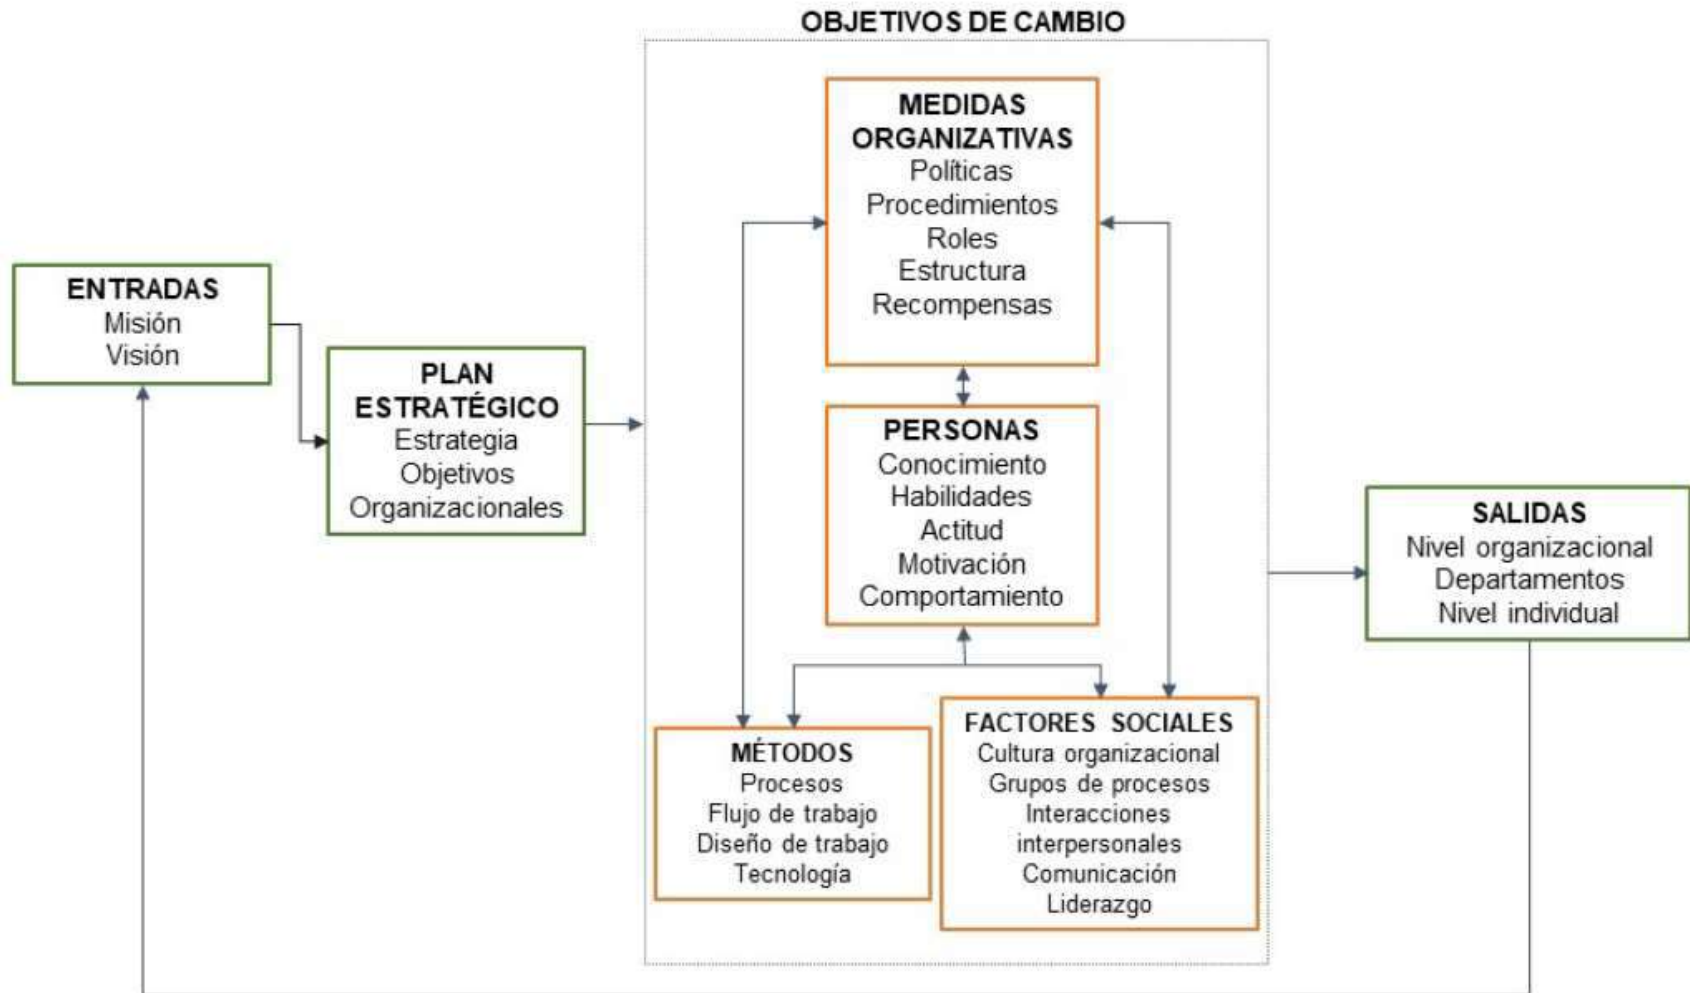 OBJETIVOS DE CAMBIO
MEDIDAS
ORGANIZATIVAS
Políticas
Procedimientos
Roles
Estructura
Recompensas
ENTRADAS
Misión
Visión
PLAN
ESTRATÉGICO
Estrategia
Objetivos
Organizacionales
PERSONAS
Conocimiento
Habilidades
Actitud
Motivación
Comportamiento
SALIDAS
Nivel organizacional
Departamentos
Nivel individual
MÉTODOS
Procesos
Flujo de trabajo
Diseño de trabajo
Tecnología
FACTORES SOCIALES
Cultura organizacional
Grupos de procesos
Interacciones
interpersonales
Comunicación
Liderazgo